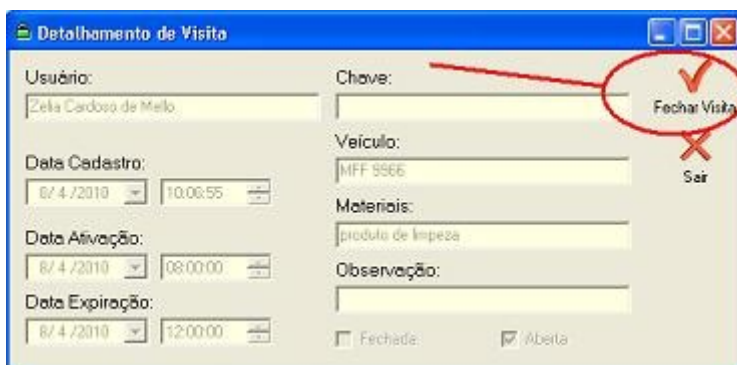 Detalhamento de Visita
Usuário:
Zelia Cardoso de Mello
Chave:
Fechar Visita
Veículo:
MFF 9966
Sair
Data Cadastro:
8/ 4 /2010
10:06:55
Materiais:
produto de limpeza
Data Ativação:
8/ 4 /2010
08:00:00
Observação:
Data Expiração:
8/ 4 /2010
12:00:00
Fechada
Aberta